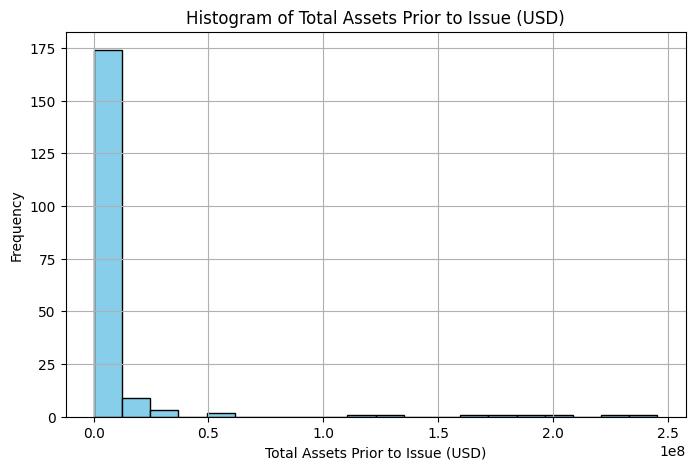 Histogram of Total Assets Prior to Issue (USD)
175
150
125
100
75
50
25
0
Frequency
0.0 0.5 1.0 1.5 2.0 2.5
1e8
Total Assets Prior to Issue (USD)